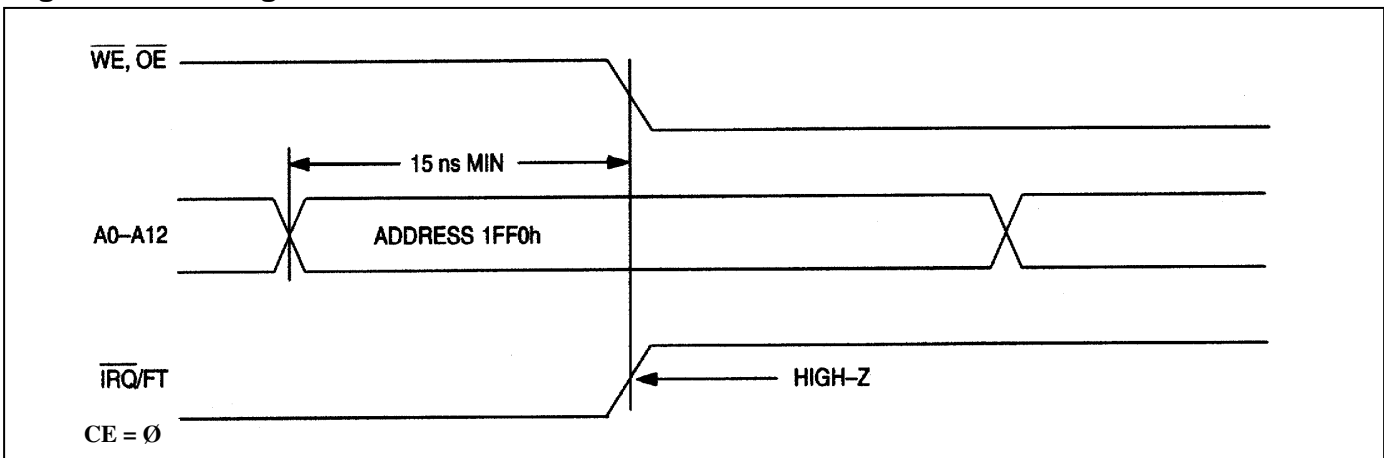 WE, OE
15 ns MIN
A0–A12
ADDRESS 1FF0h
IRQ/FT
HIGH–Z
CE = Ø